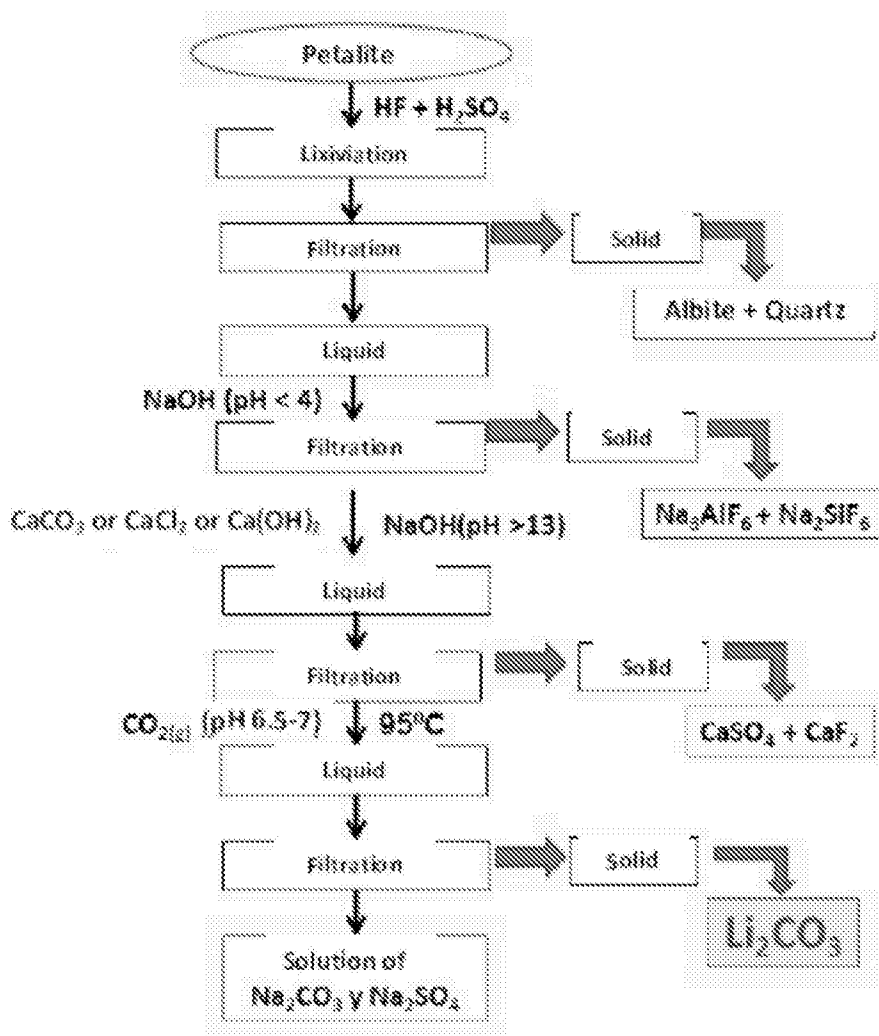 Petalite
HF + H₂SO₄
Lixiviation
Filtration
Solid
Albite + Quartz
Liquid
NaOH (pH < 4)
Filtration
Solid
Na₃AlF₆ + Na₂SiF₆
CaCO₃ or CaCl₂ or Ca(OH)₂
NaOH(pH >13)
Liquid
Filtration
Solid
CaSO₄ + CaF₂
CO₂(g) (pH 6.5-7)
95ºC
Liquid
Filtration
Solid
Li₂CO₃
Solution of
Na₂CO₃ y Na₂SO₄